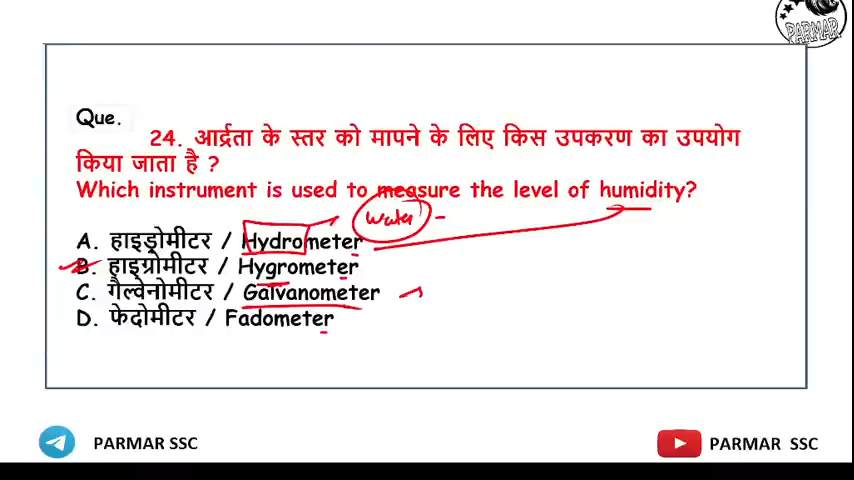 PARMAR
Que.
24. आर्द्रता के स्तर को मापने के लिए किस उपकरण का उपयोग
किया जाता है ?
Which instrument is used to measure the level of humidity?
water
A. हाइड्रोमीटर / Hydrometer
B. हाइग्रोमीटर / Hygrometer
C. गैल्वेनोमीटर / Galvanometer
D. फेदोमीटर / Fadometer
PARMAR SSC
PARMAR SSC